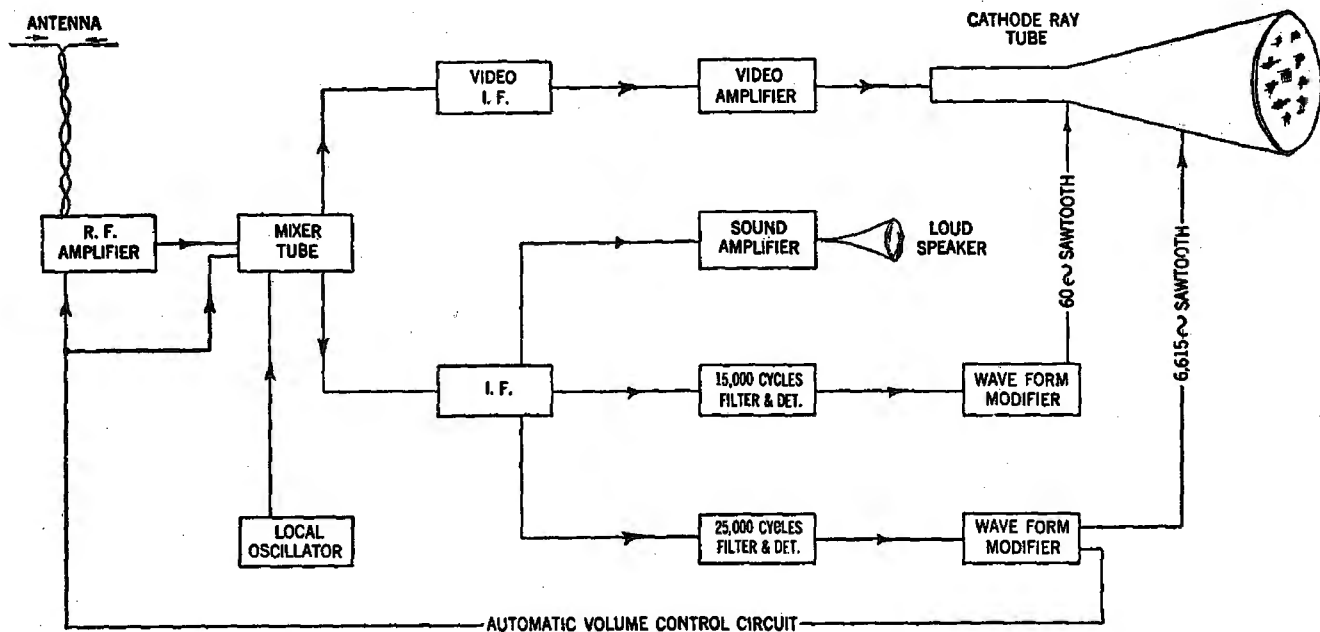 ANTENNA
CATHODE RAY
TUBE
VIDEO
I. F.
VIDEO
AMPLIFIER
R. F.
AMPLIFIER
MIXER
TUBE
SOUND
AMPLIFIER
LOUD
SPEAKER
60∾ SAWTOOTH
6,615∾ SAWTOOTH
I. F.
15,000 CYCLES
FILTER & DET.
WAVE FORM
MODIFIER
LOCAL
OSCILLATOR
25,000 CYCLES
FILTER & DET.
WAVE FORM
MODIFIER
AUTOMATIC VOLUME CONTROL CIRCUIT